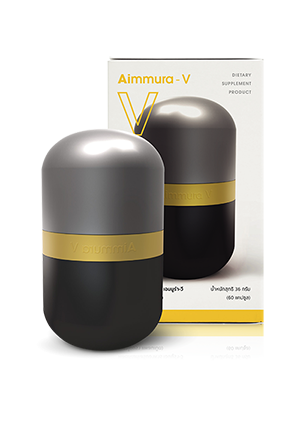 Aimmura - V
DIETARY
SUPPLEMENT
PRODUCT
V
Aimmura-V
น้ำหนักสุทธิ 36 กรัม
(60 แคปซูล)